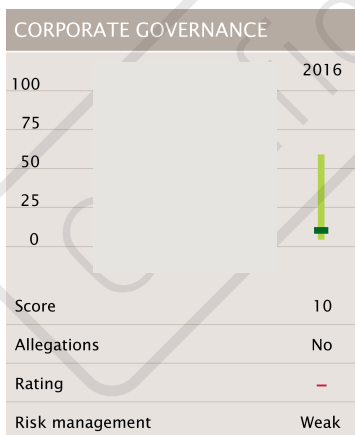 CORPORATE GOVERNANCE
2016
100
75
50
25
0
Score 10
Allegations No
Rating –
Risk management Weak